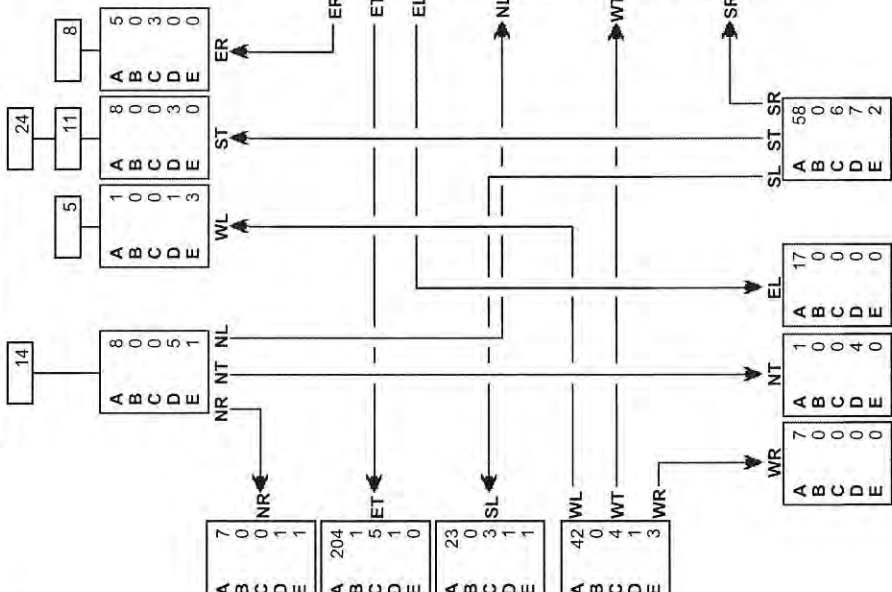 8
A 5
B 0
C 3
D 0
E 0
ER
24
11
A 8
B 0
C 0
D 3
E 0
ST
5
A 1
B 0
C 0
D 1
E 3
WL
14
A 8
B 0
C 0
D 5
E 1
NR NT NL
ER
ET
EL
NL
WT
SR
A 7
B 0
C 0
D 1
E 1
NR
A 204
B 1
C 5
D 1
E 0
ET
A 23
B 0
C 3
D 1
E 1
SL
A 42
B 0
C 4
D 1
E 3
WL
WT
WR
WR
A 7
B 0
C 0
D 0
E 0
NT
A 1
B 0
C 0
D 4
E 0
EL
A 17
B 0
C 0
D 0
E 0
SL ST SR
A 58
B 0
C 6
D 7
E 2